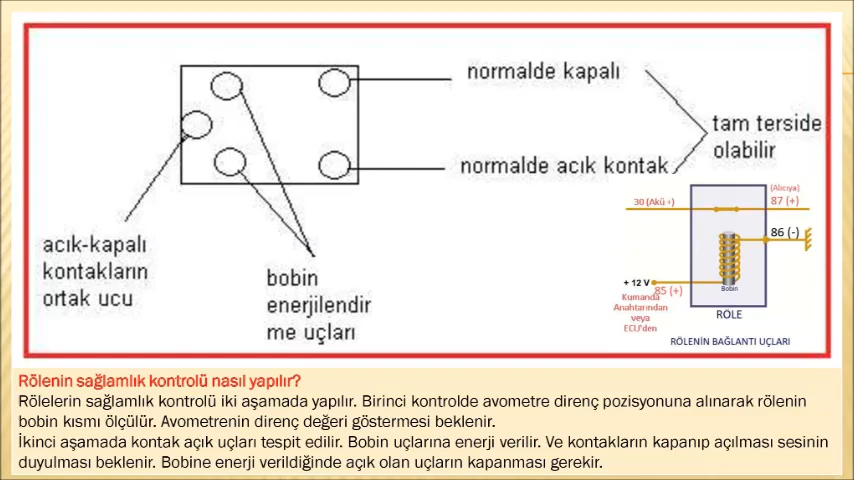 normalde kapalı
tam terside
olabilir
normalde acık kontak
acık-kapalı
kontakların
ortak ucu
bobin
enerjilendir
me uçları
(Alıcıya)
30 (Akü +)
87 (+)
86 (-)
+ 12 V
85 (+)
Bobin
Kumanda
Anahtarından
veya
ECU'den
RÖLE
RÖLENİN BAĞLANTI UÇLARI
Rölenin sağlamlık kontrolü nasıl yapılır?
Rölelerin sağlamlık kontrolü iki aşamada yapılır. Birinci kontrolde avometre direnç pozisyonuna alınarak rölenin
bobin kısmı ölçülür. Avometrenin direnç değeri göstermesi beklenir.
İkinci aşamada kontak açık uçları tespit edilir. Bobin uçlarına enerji verilir. Ve kontakların kapanıp açılması sesinin
duyulması beklenir. Bobine enerji verildiğinde açık olan uçların kapanması gerekir.